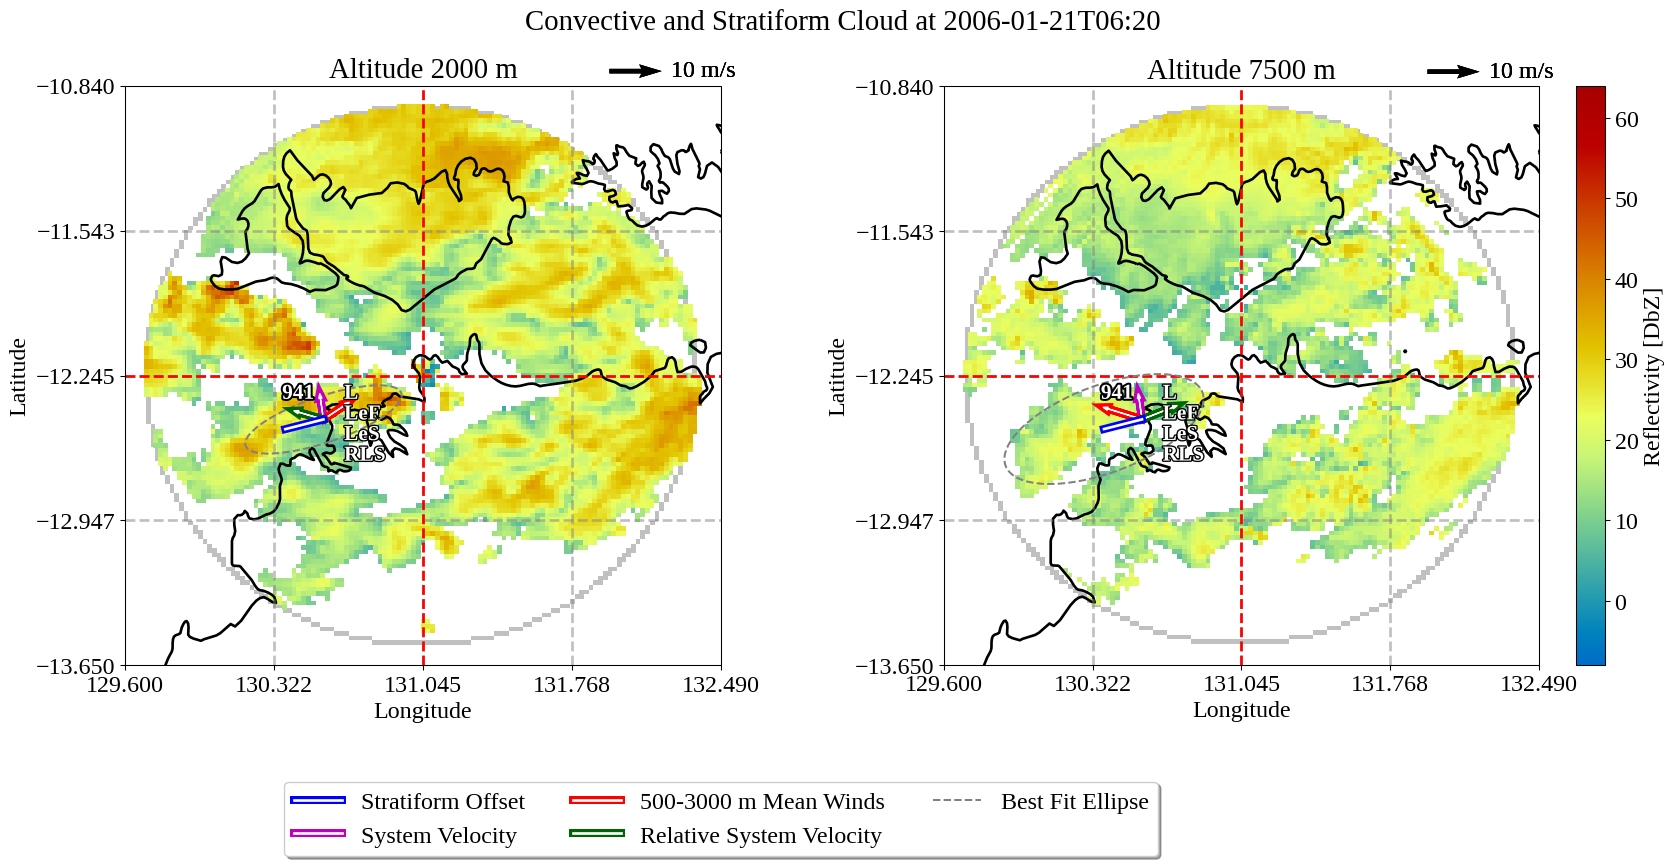 Convective and Stratiform Cloud at 2006-01-21T06:20
Altitude 2000 m
10 m/s
−10.840
−11.543
−12.245
−12.947
−13.650
129.600
130.322
131.045
131.768
132.490
Longitude
Latitude
941
L
LeF
LeS
RLS
Altitude 7500 m
10 m/s
−10.840
−11.543
−12.245
−12.947
−13.650
129.600
130.322
131.045
131.768
132.490
Longitude
Latitude
941
L
LeF
LeS
RLS
60
50
40
30
20
10
0
Reflectivity [DbZ]
Stratiform Offset
System Velocity
500-3000 m Mean Winds
Relative System Velocity
Best Fit Ellipse